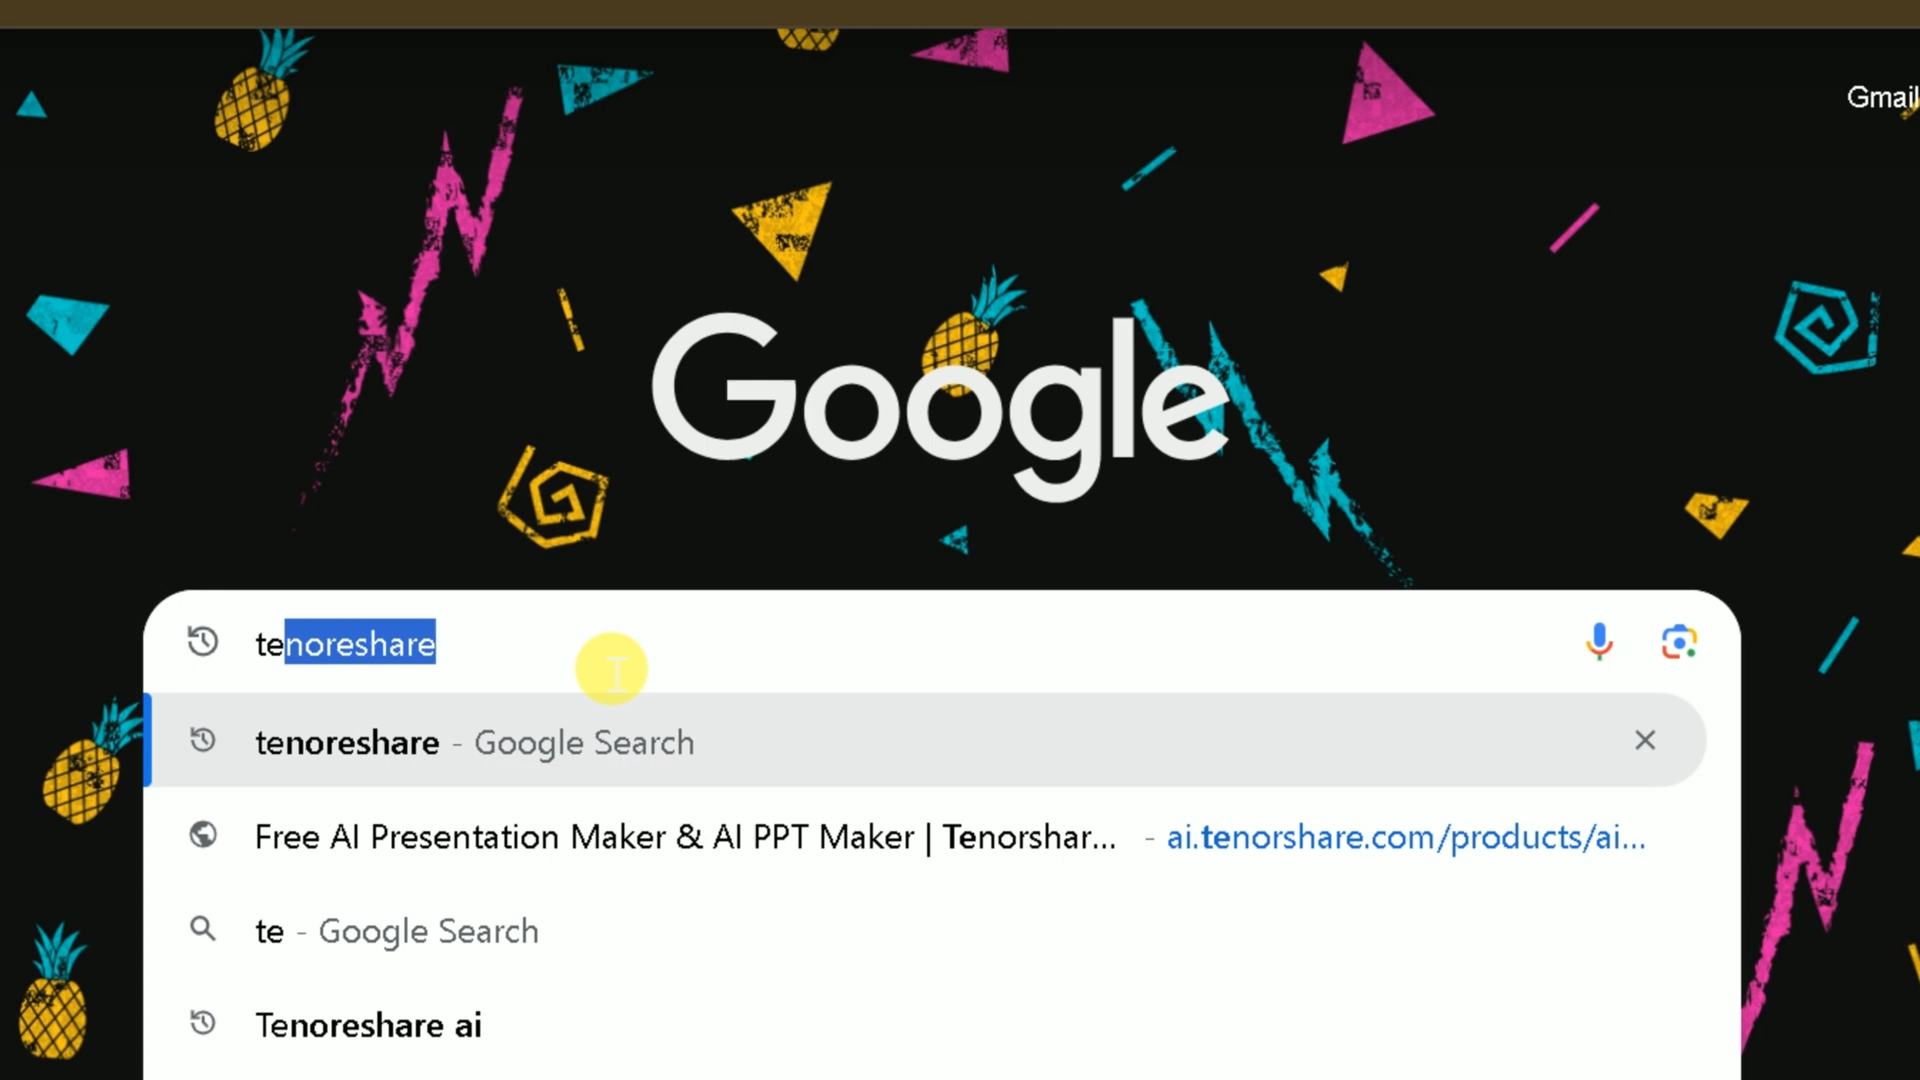 Gmail
Google
tenoreshare
tenoreshare - Google Search
Free AI Presentation Maker & AI PPT Maker | Tenorshar... - ai.tenorshare.com/products/ai...
te - Google Search
Tenoreshare ai